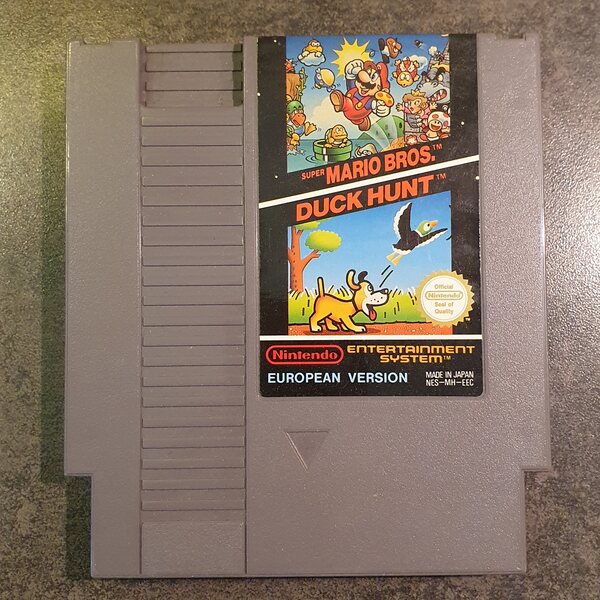 SUPER MARIO BROS.™
DUCK HUNT™
Official
Nintendo
Seal of
Quality
Nintendo ENTERTAINMENT
SYSTEM™
EUROPEAN VERSION
MADE IN JAPAN
NES-MH-EEC